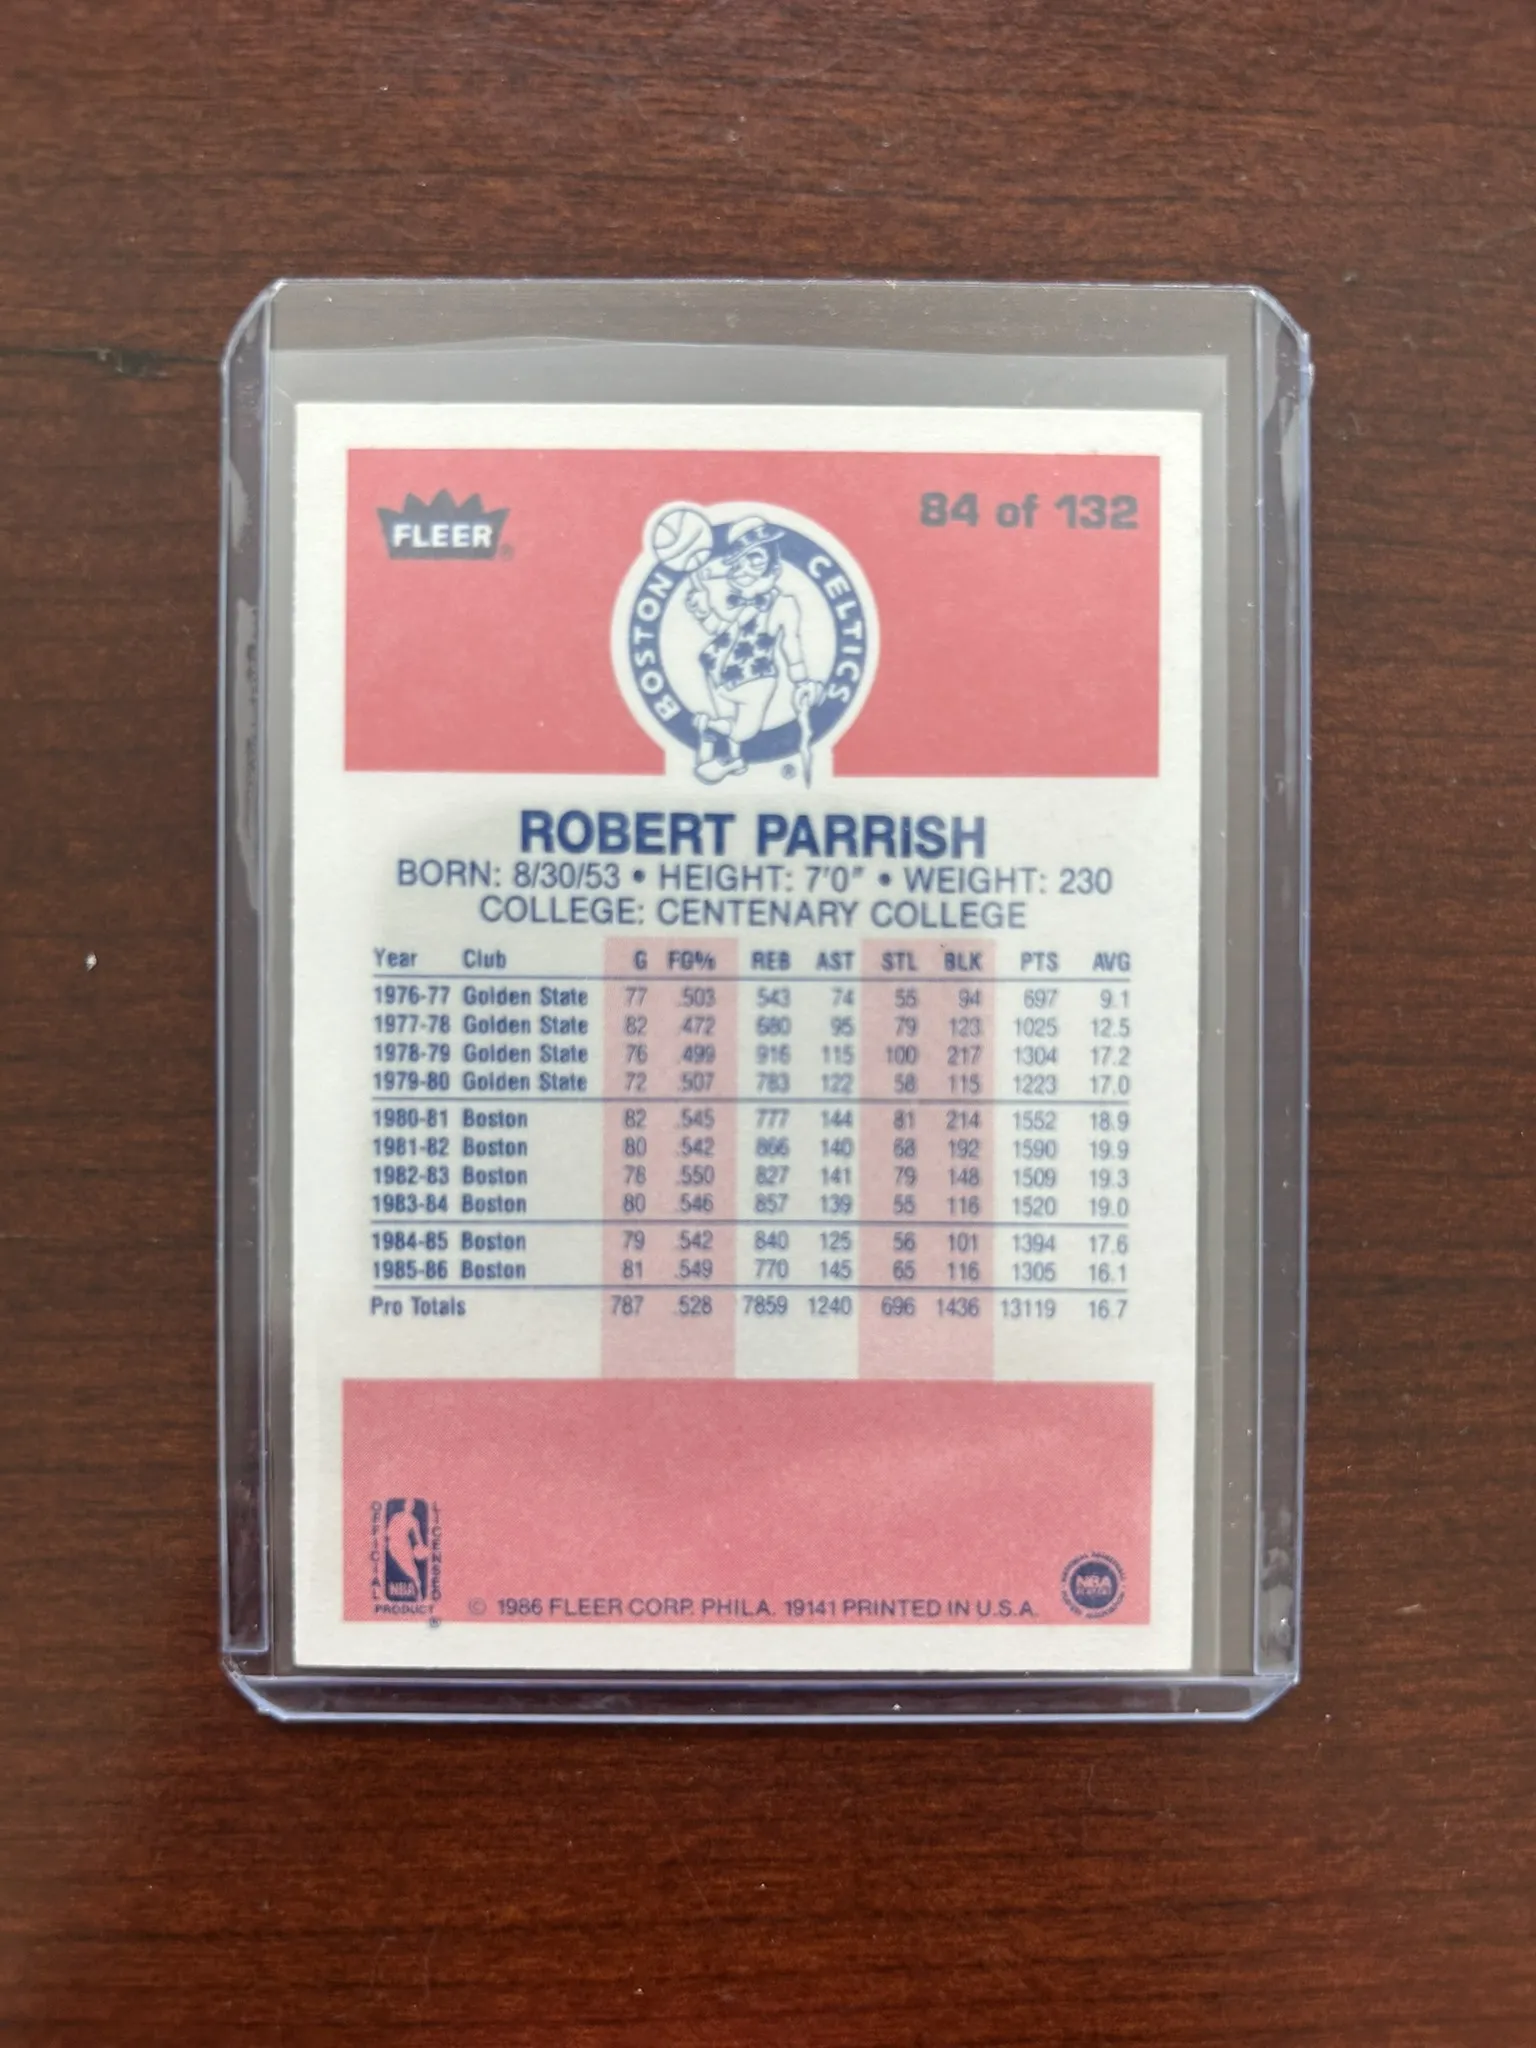 FLEER®
84 of 132
BOSTON CELTICS
®
ROBERT PARRISH
BORN: 8/30/53 • HEIGHT: 7'0" • WEIGHT: 230
COLLEGE: CENTENARY COLLEGE
Year Club G FG% REB AST STL BLK PTS AVG
1976-77 Golden State 77 .503 543 74 55 94 697 9.1
1977-78 Golden State 82 .472 680 95 79 123 1025 12.5
1978-79 Golden State 76 .499 916 115 100 217 1304 17.2
1979-80 Golden State 72 .507 783 122 58 115 1223 17.0
1980-81 Boston 82 .545 777 144 81 214 1552 18.9
1981-82 Boston 80 .542 866 140 68 192 1590 19.9
1982-83 Boston 78 .550 827 141 79 148 1509 19.3
1983-84 Boston 80 .546 857 139 55 116 1520 19.0
1984-85 Boston 79 .542 840 125 56 101 1394 17.6
1985-86 Boston 81 .549 770 145 65 116 1305 16.1
Pro Totals 787 .528 7859 1240 696 1436 13119 16.7
OFFICIAL LICENSED
NBA
PRODUCT ®
© 1986 FLEER CORP. PHILA. 19141 PRINTED IN U.S.A.
NATIONAL BASKETBALL
NBA
PLAYERS
ASSOCIATION